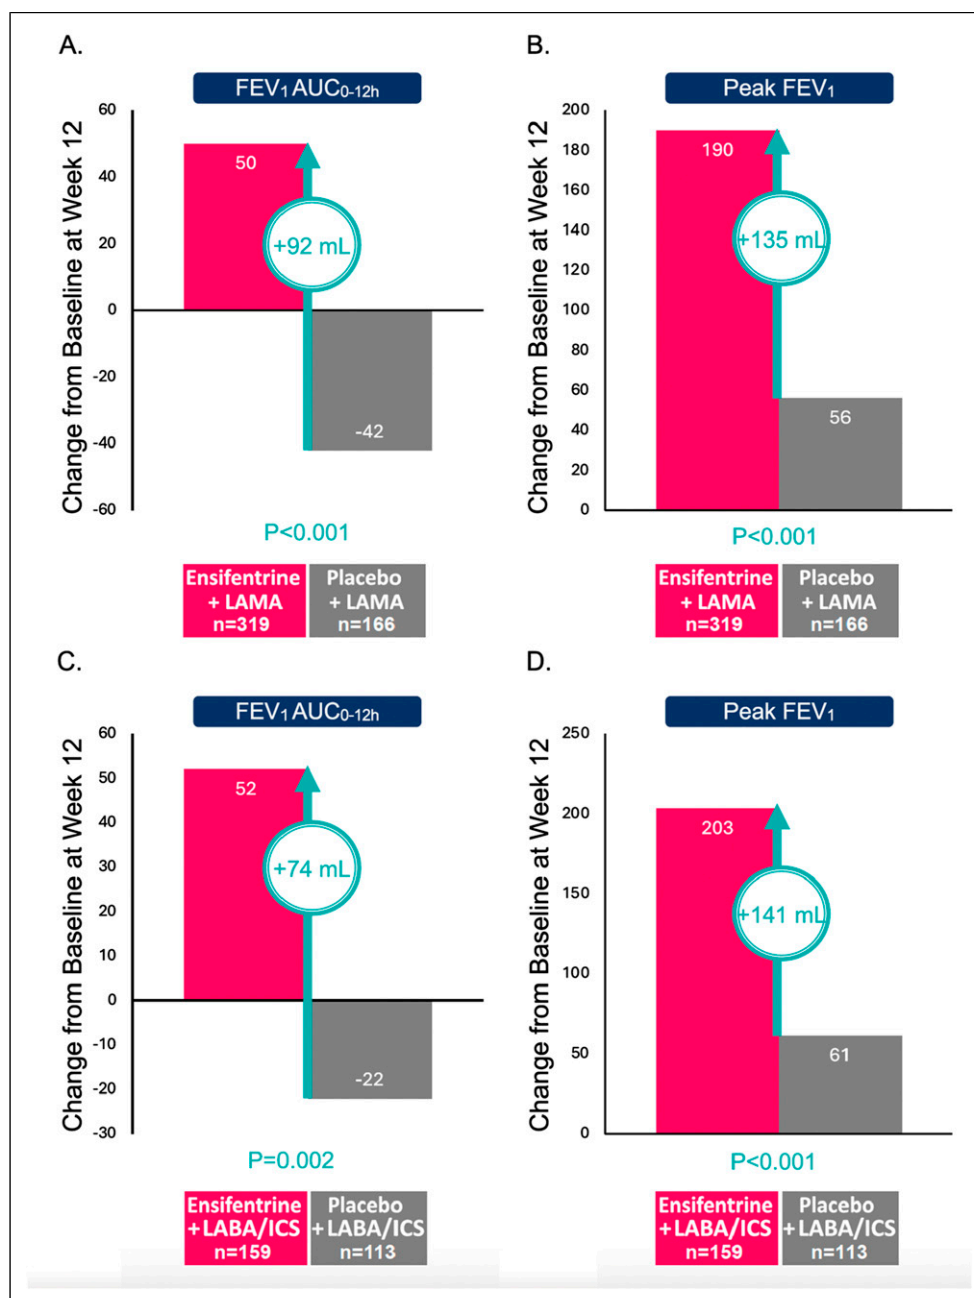 A.
FEV₁ AUC₀₋₁₂ₕ
Change from Baseline at Week 12
60
40
20
0
-20
-40
-60
50
+92 mL
-42
P<0.001
Ensifentrine
+ LAMA
n=319
Placebo
+ LAMA
n=166
B.
Peak FEV₁
Change from Baseline at Week 12
200
180
160
140
120
100
80
60
40
20
0
190
+135 mL
56
P<0.001
Ensifentrine
+ LAMA
n=319
Placebo
+ LAMA
n=166
C.
FEV₁ AUC₀₋₁₂ₕ
Change from Baseline at Week 12
60
50
40
30
20
10
0
-10
-20
-30
52
+74 mL
-22
P=0.002
Ensifentrine
+LABA/ICS
n=159
Placebo
+LABA/ICS
n=113
D.
Peak FEV₁
Change from Baseline at Week 12
250
200
150
100
50
0
203
+141 mL
61
P<0.001
Ensifentrine
+LABA/ICS
n=159
Placebo
+LABA/ICS
n=113